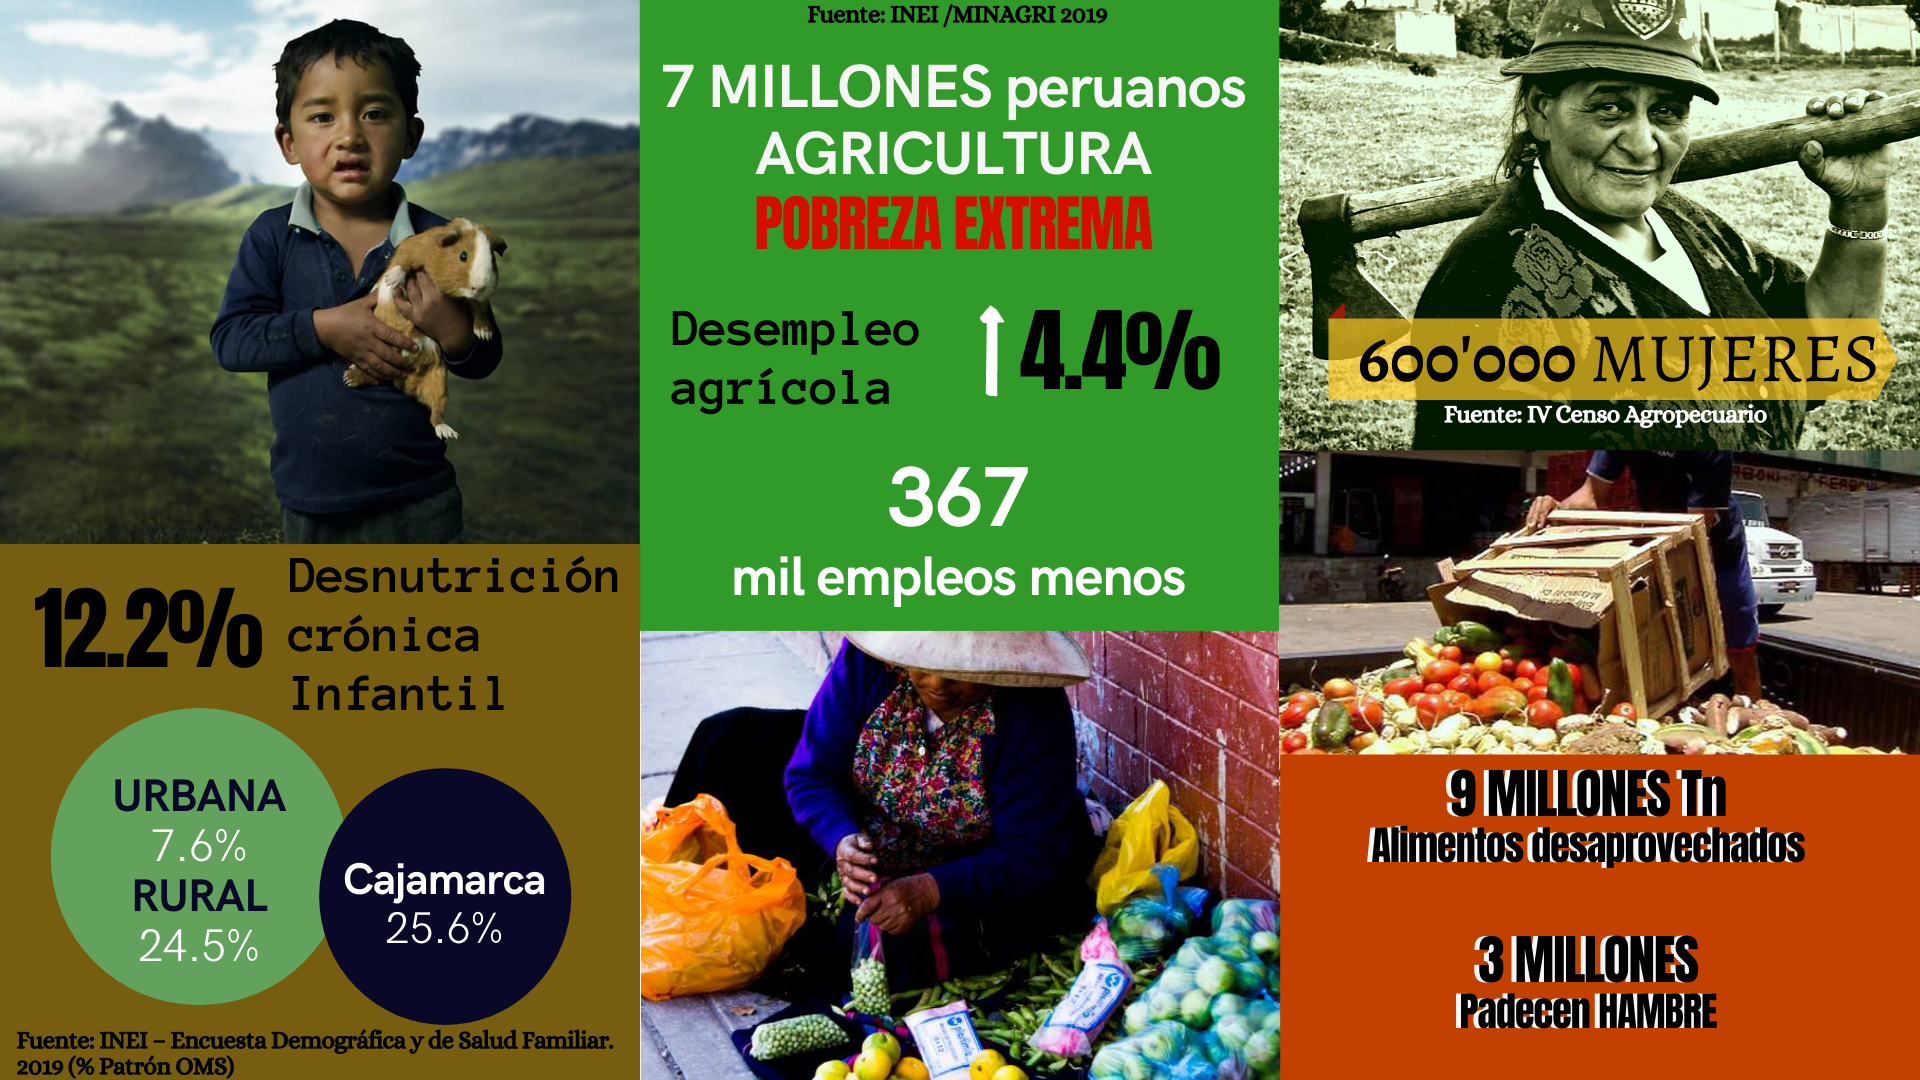 12.2%
Desnutrición
crónica
Infantil
URBANA
7.6%
RURAL
24.5%
Cajamarca
25.6%
Fuente: INEI – Encuesta Demográfica y de Salud Familiar.
2019 (% Patrón OMS)
Fuente: INEI /MINAGRI 2019
7 MILLONES peruanos
AGRICULTURA
POBREZA EXTREMA
Desempleo
agrícola
4.4%
367
mil empleos menos
600'000 MUJERES
Fuente: IV Censo Agropecuario
9 MILLONES Tn
Alimentos desaprovechados
3 MILLONES
Padecen HAMBRE